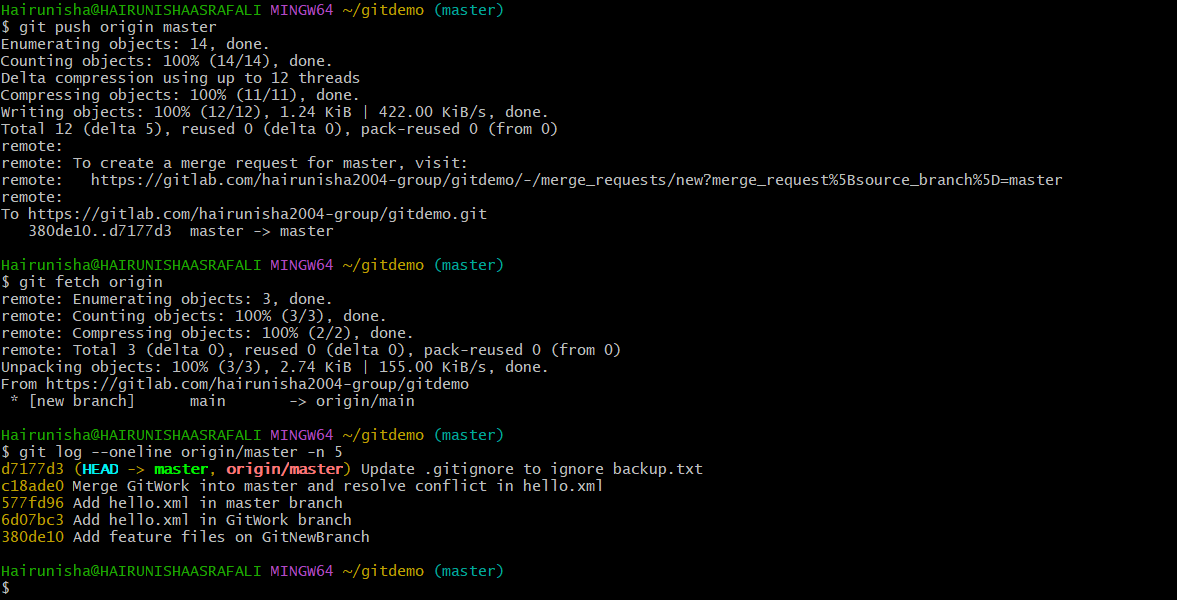 Hairunisha@HAIRUNISHAASRAFALI MINGW64 ~/gitdemo (master)
$ git push origin master
Enumerating objects: 14, done.
Counting objects: 100% (14/14), done.
Delta compression using up to 12 threads
Compressing objects: 100% (11/11), done.
Writing objects: 100% (12/12), 1.24 KiB | 422.00 KiB/s, done.
Total 12 (delta 5), reused 0 (delta 0), pack-reused 0 (from 0)
remote:
remote: To create a merge request for master, visit:
remote:   https://gitlab.com/hairunisha2004-group/gitdemo/-/merge_requests/new?merge_request%5Bsource_branch%5D=master
remote:
To https://gitlab.com/hairunisha2004-group/gitdemo.git
   380de10..d7177d3  master -> master
Hairunisha@HAIRUNISHAASRAFALI MINGW64 ~/gitdemo (master)
$ git fetch origin
remote: Enumerating objects: 3, done.
remote: Counting objects: 100% (3/3), done.
remote: Compressing objects: 100% (2/2), done.
remote: Total 3 (delta 0), reused 0 (delta 0), pack-reused 0 (from 0)
Unpacking objects: 100% (3/3), 2.74 KiB | 155.00 KiB/s, done.
From https://gitlab.com/hairunisha2004-group/gitdemo
 * [new branch]      main       -> origin/main
Hairunisha@HAIRUNISHAASRAFALI MINGW64 ~/gitdemo (master)
$ git log --oneline origin/master -n 5
d7177d3 (HEAD -> master, origin/master) Update .gitignore to ignore backup.txt
c18ade0 Merge GitWork into master and resolve conflict in hello.xml
577fd96 Add hello.xml in master branch
6d07bc3 Add hello.xml in GitWork branch
380de10 Add feature files on GitNewBranch
Hairunisha@HAIRUNISHAASRAFALI MINGW64 ~/gitdemo (master)
$